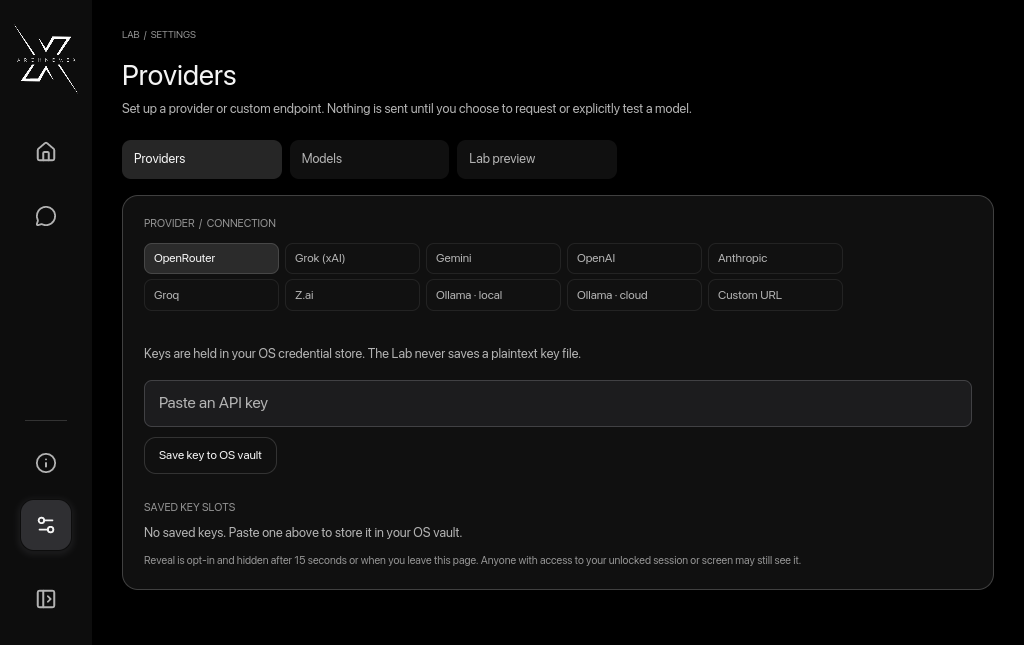 ARCHNEMEX
LAB / SETTINGS
Providers
Set up a provider or custom endpoint. Nothing is sent until you choose to request or explicitly test a model.
Providers
Models
Lab preview
PROVIDER / CONNECTION
OpenRouter
Grok (xAI)
Gemini
OpenAI
Anthropic
Groq
Z.ai
Ollama · local
Ollama · cloud
Custom URL
Keys are held in your OS credential store. The Lab never saves a plaintext key file.
Paste an API key
Save key to OS vault
SAVED KEY SLOTS
No saved keys. Paste one above to store it in your OS vault.
Reveal is opt-in and hidden after 15 seconds or when you leave this page. Anyone with access to your unlocked session or screen may still see it.